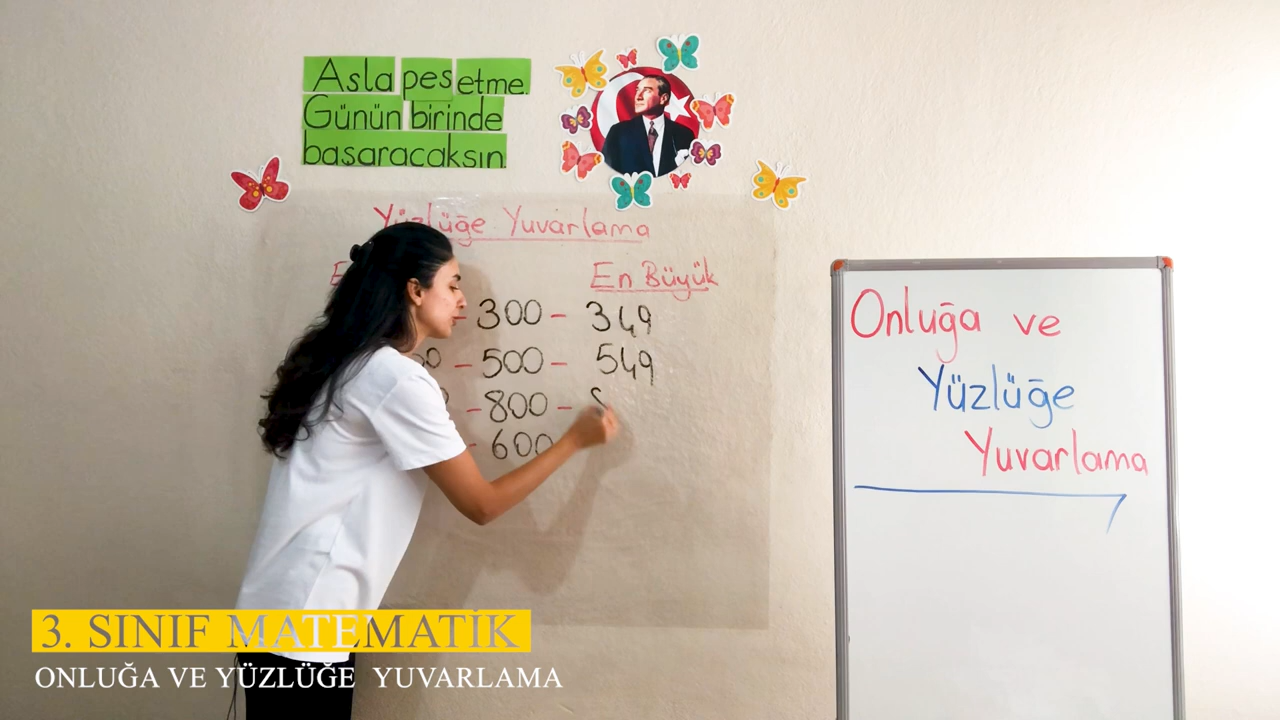 Asla pes etme.
Günün birinde
başaracaksın.
Yüzlüğe Yuvarlama
En Büyük
- 300 - 349
- 500 - 549
- 800 -
- 600
Onluğa ve
Yüzlüğe
Yuvarlama
3. SINIF MATEMATİK
ONLUĞA VE YÜZLÜĞE YUVARLAMA